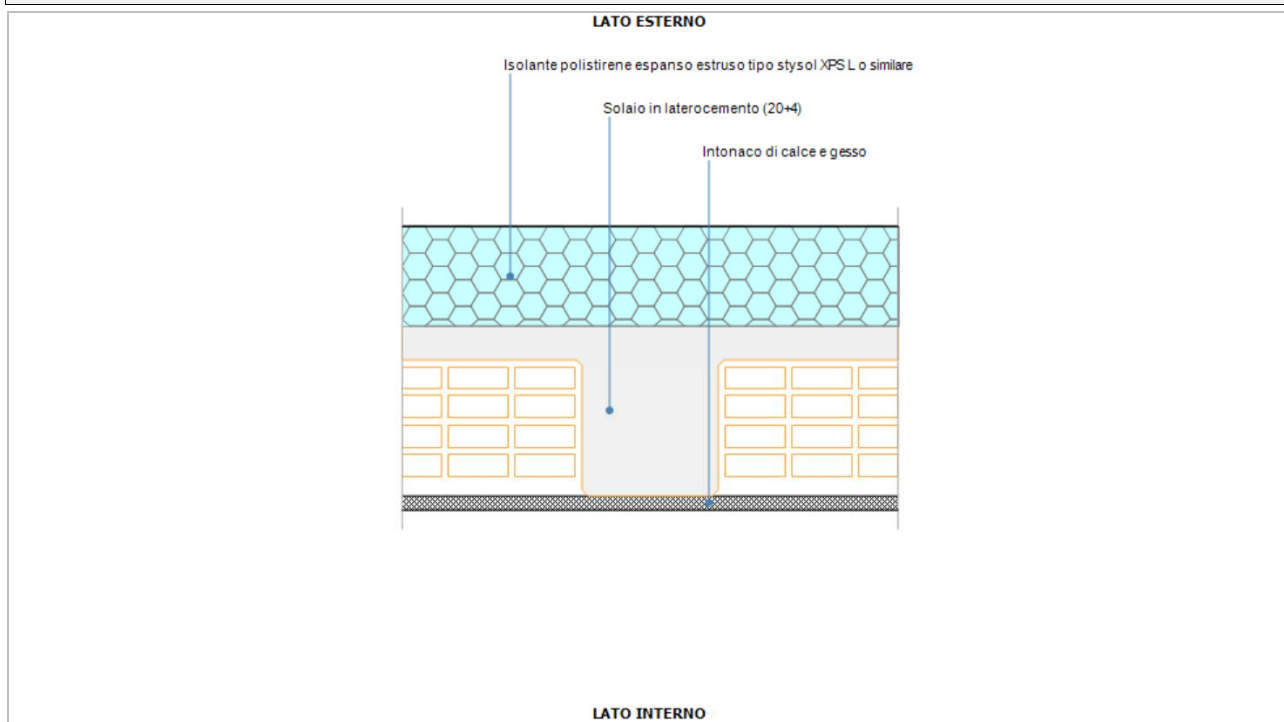 LATO ESTERNO
Isolante polistirene espanso estruso tipo stysol XPS L o similare
Solaio in laterocemento (20+4)
Intonaco di calce e gesso
LATO INTERNO